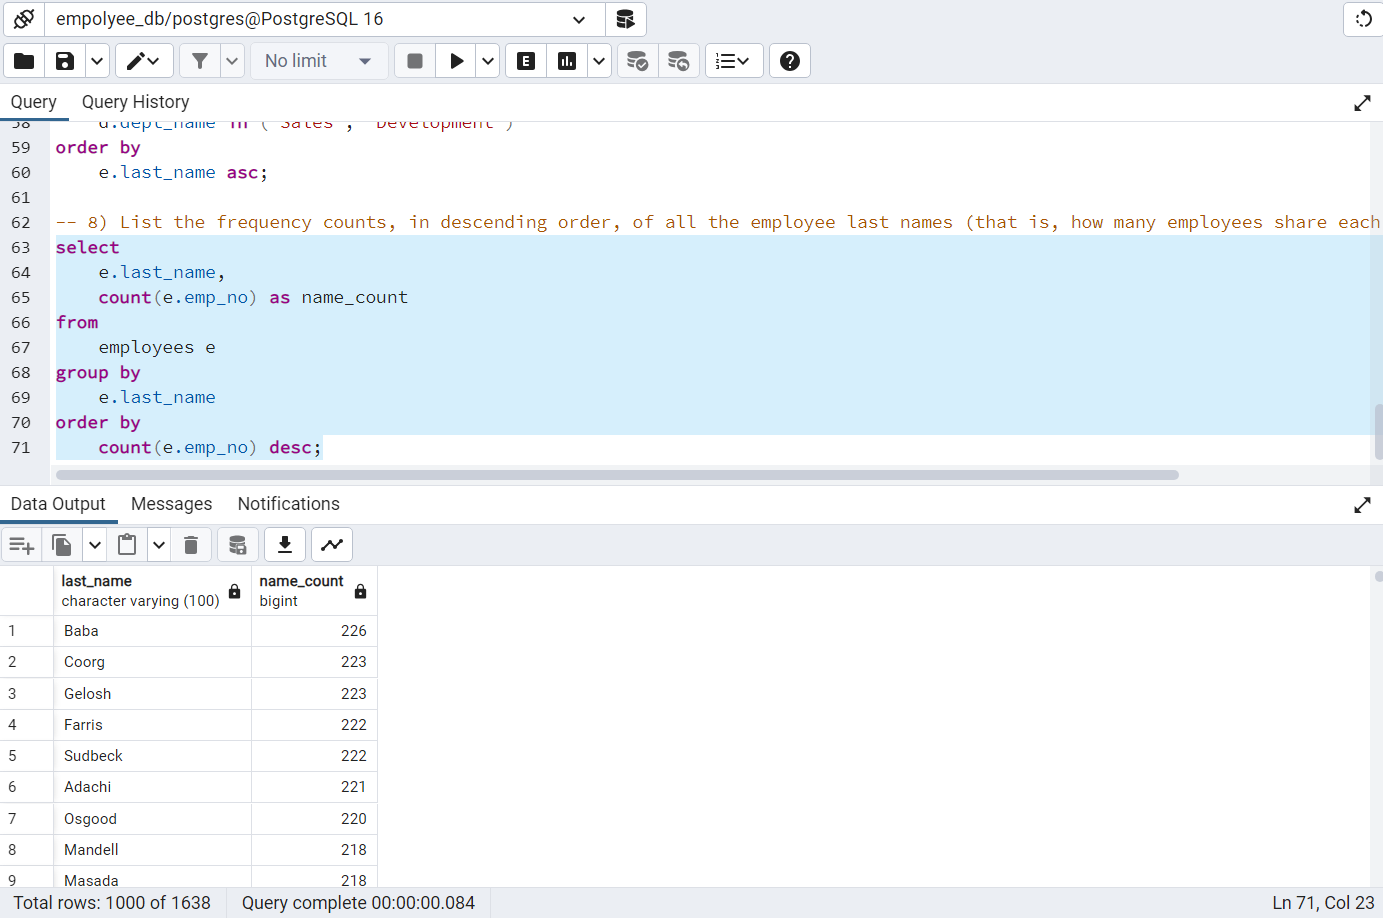 empolyee_db/postgres@PostgreSQL 16
No limit
E
Query Query History
58 d.dept_name in ('Sales', 'Development')
59 order by
60 e.last_name asc;
61
62 -- 8) List the frequency counts, in descending order, of all the employee last names (that is, how many employees share each
63 select
64 e.last_name,
65 count(e.emp_no) as name_count
66 from
67 employees e
68 group by
69 e.last_name
70 order by
71 count(e.emp_no) desc;
Data Output Messages Notifications
last_name name_count
character varying (100) bigint
1 Baba 226
2 Coorg 223
3 Gelosh 223
4 Farris 222
5 Sudbeck 222
6 Adachi 221
7 Osgood 220
8 Mandell 218
9 Masada 218
Total rows: 1000 of 1638 Query complete 00:00:00.084 Ln 71, Col 23